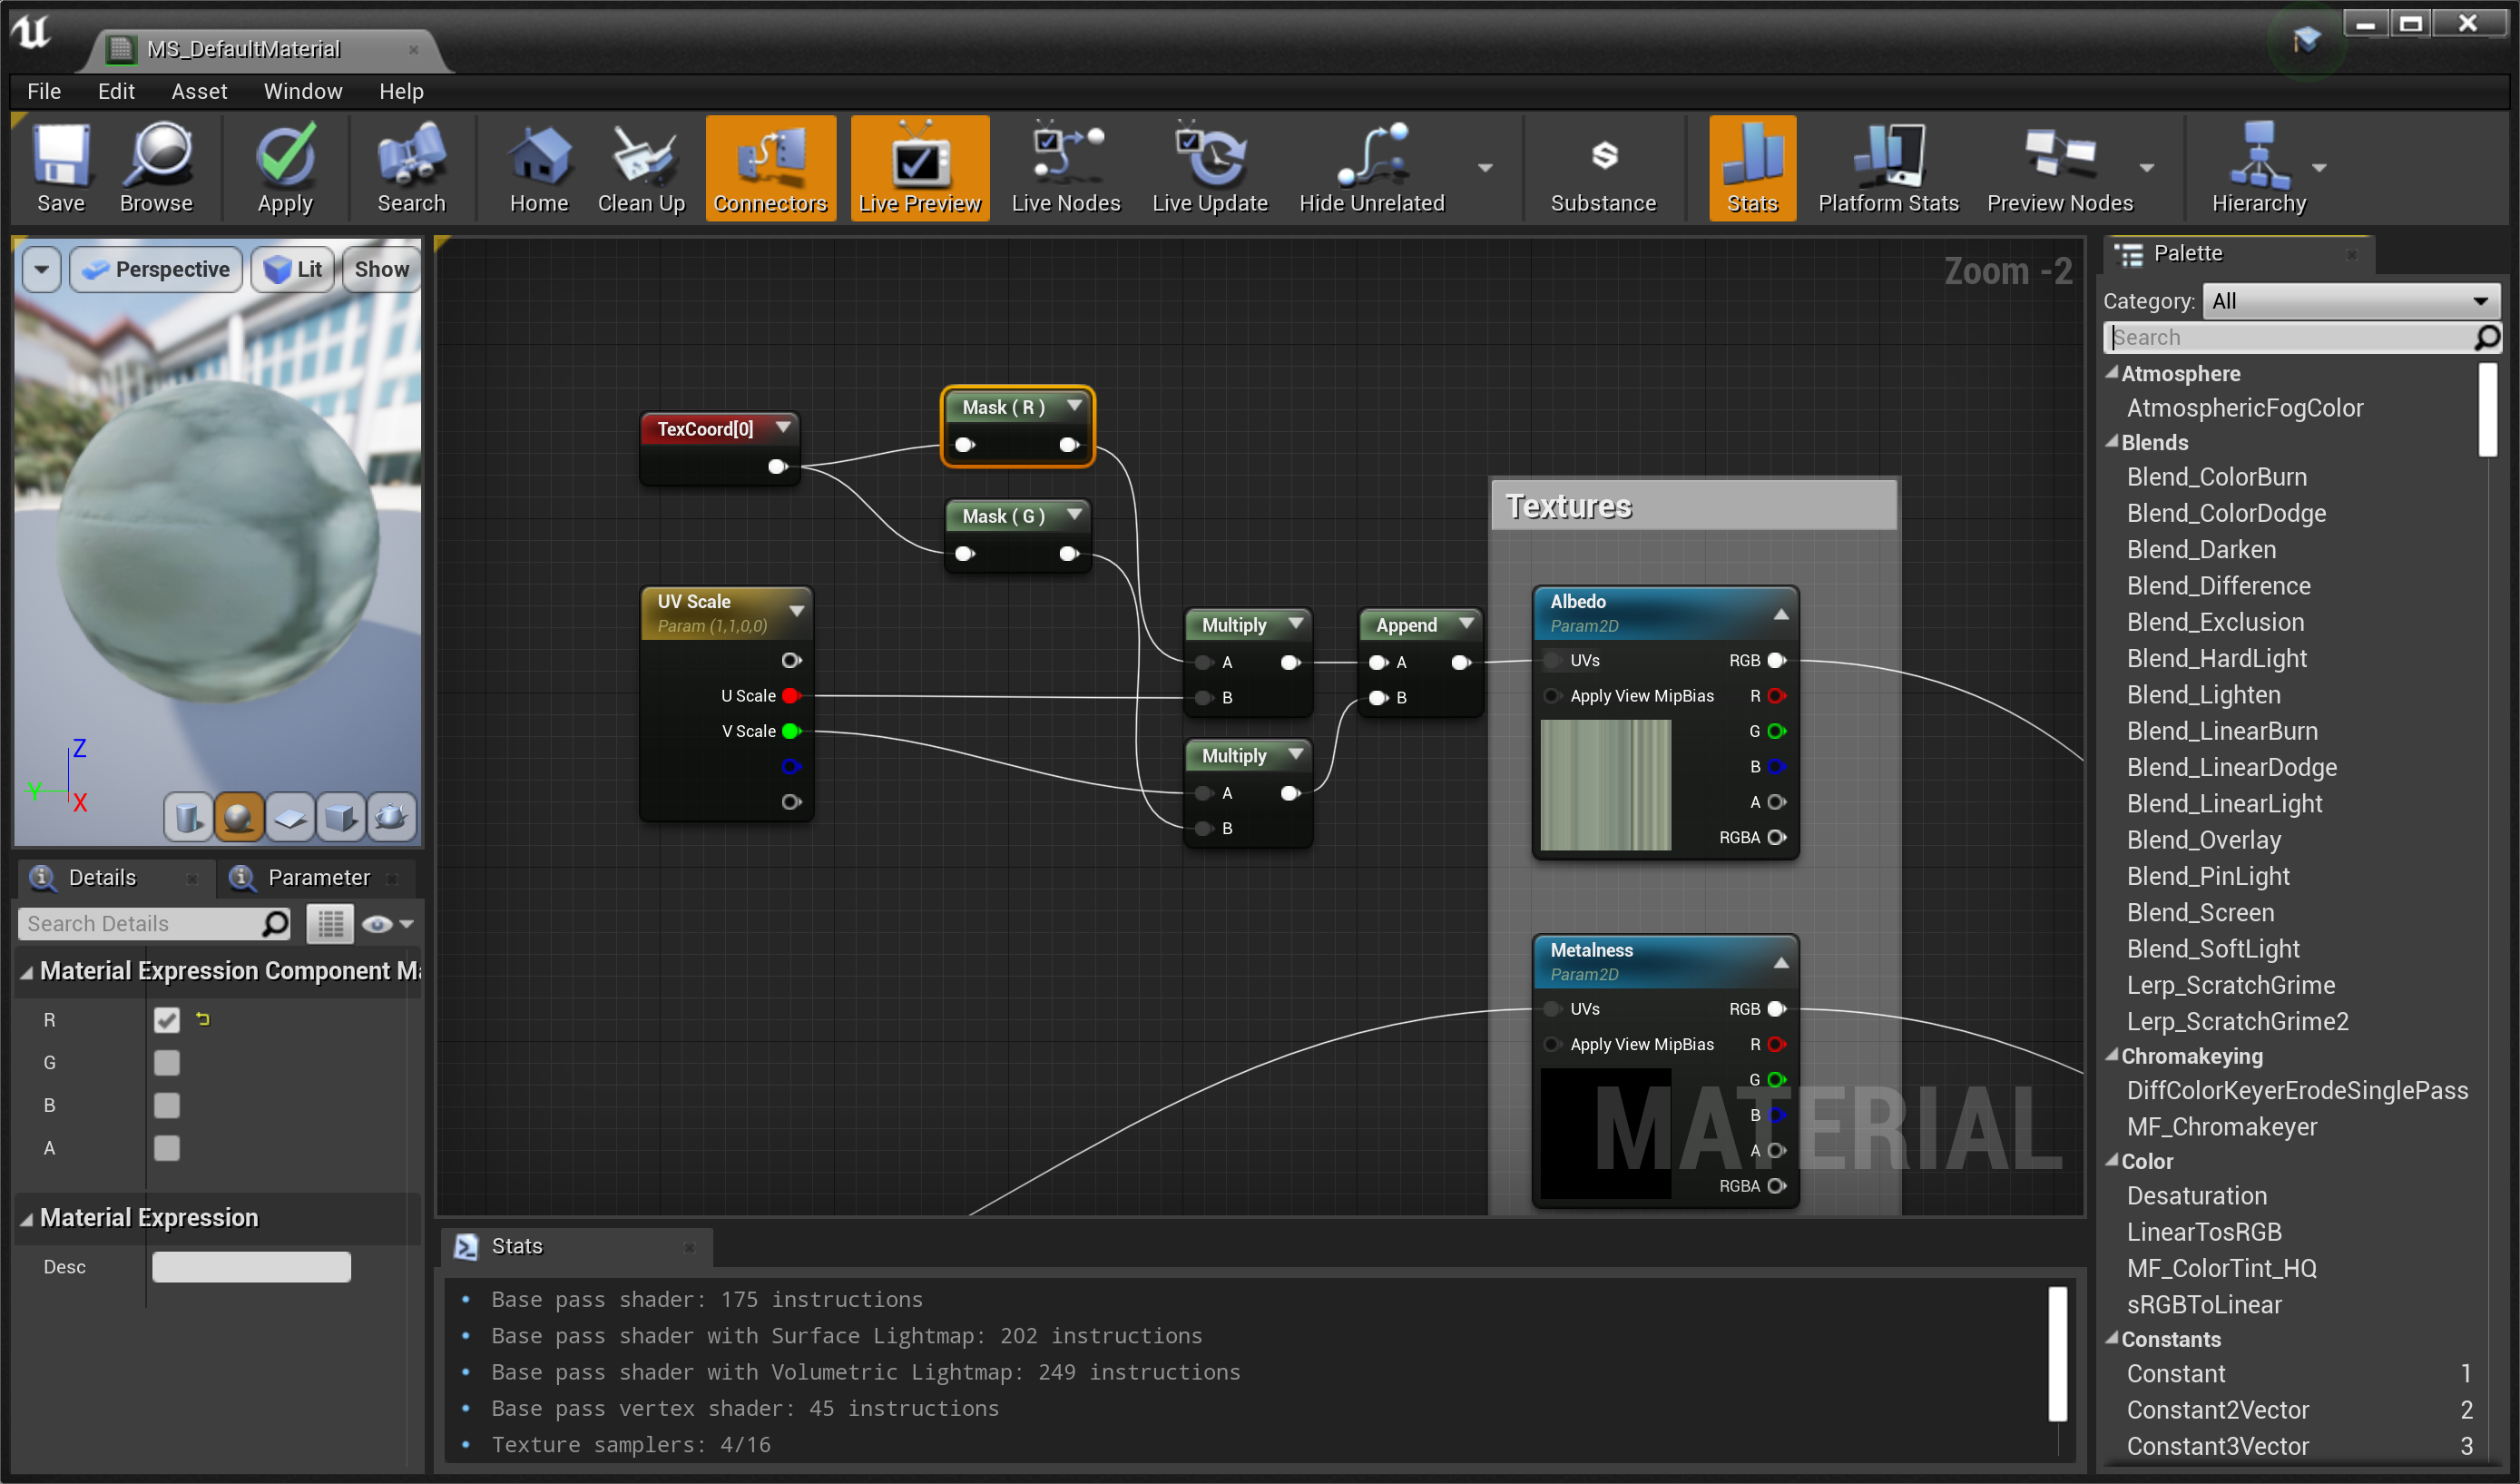 MS_DefaultMaterial
File Edit Asset Window Help
Save Browse Apply Search Home Clean Up Connectors Live Preview Live Nodes Live Update Hide Unrelated Substance Stats Platform Stats Preview Nodes Hierarchy
Perspective Lit Show
Z
Y
X
Details Parameter
Search Details
Material Expression Component Ma
R
G
B
A
Material Expression
Desc
Zoom -2
TexCoord[0]
Mask ( R )
Mask ( G )
UV Scale
Param (1,1,0,0)
U Scale
V Scale
Multiply
A
B
Multiply
A
B
Append
A
B
Textures
Albedo
Param2D
UVs RGB
Apply View MipBias R
G
B
A
RGBA
Metalness
Param2D
UVs RGB
Apply View MipBias R
G
B
A
RGBA
MATERIAL
Stats
Base pass shader: 175 instructions
Base pass shader with Surface Lightmap: 202 instructions
Base pass shader with Volumetric Lightmap: 249 instructions
Base pass vertex shader: 45 instructions
Texture samplers: 4/16
Palette
Category: All
Search
Atmosphere
AtmosphericFogColor
Blends
Blend_ColorBurn
Blend_ColorDodge
Blend_Darken
Blend_Difference
Blend_Exclusion
Blend_HardLight
Blend_Lighten
Blend_LinearBurn
Blend_LinearDodge
Blend_LinearLight
Blend_Overlay
Blend_PinLight
Blend_Screen
Blend_SoftLight
Lerp_ScratchGrime
Lerp_ScratchGrime2
Chromakeying
DiffColorKeyerErodeSinglePass
MF_Chromakeyer
Color
Desaturation
LinearTosRGB
MF_ColorTint_HQ
sRGBToLinear
Constants
Constant 1
Constant2Vector 2
Constant3Vector 3